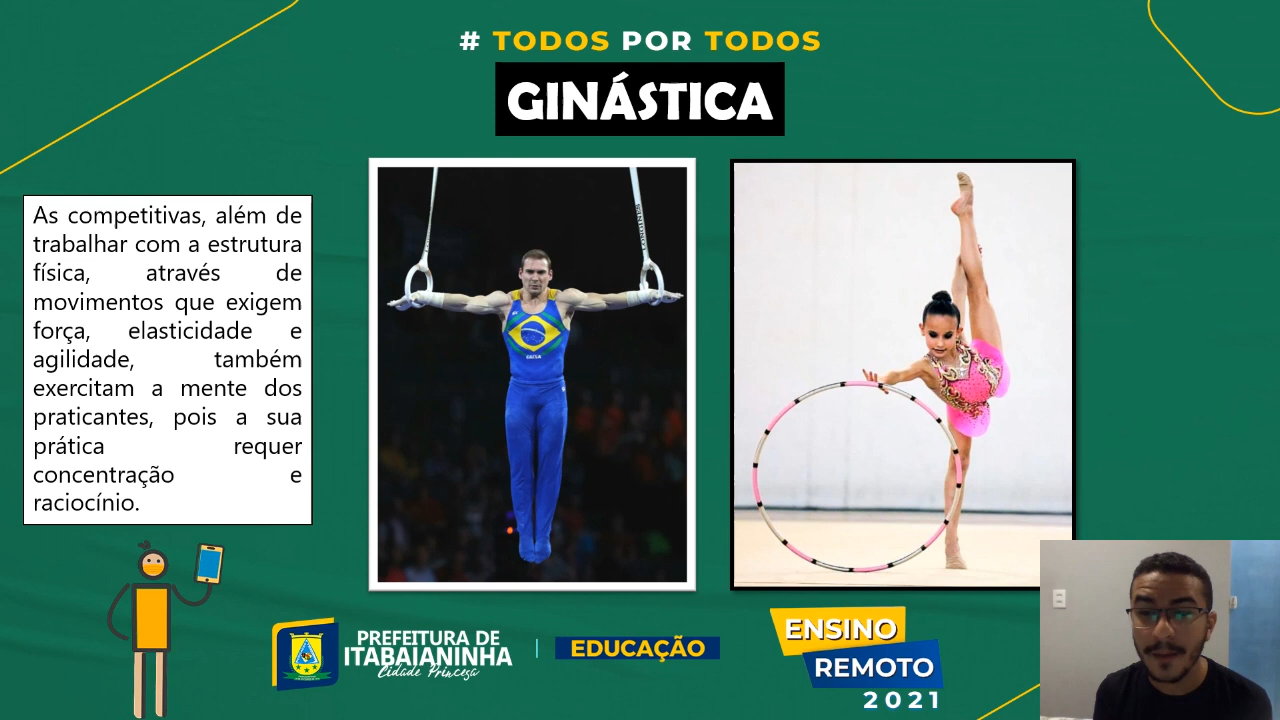 # TODOS POR TODOS
GINÁSTICA
As competitivas, além de
trabalhar com a estrutura
física, através de
movimentos que exigem
força, elasticidade e
agilidade, também
exercitam a mente dos
praticantes, pois a sua
prática requer
concentração e
raciocínio.
LONGINES
CAIXA
PREFEITURA DE
ITABAIANINHA
Cidade Princesa
EDUCAÇÃO
ENSINO
REMOTO
2021